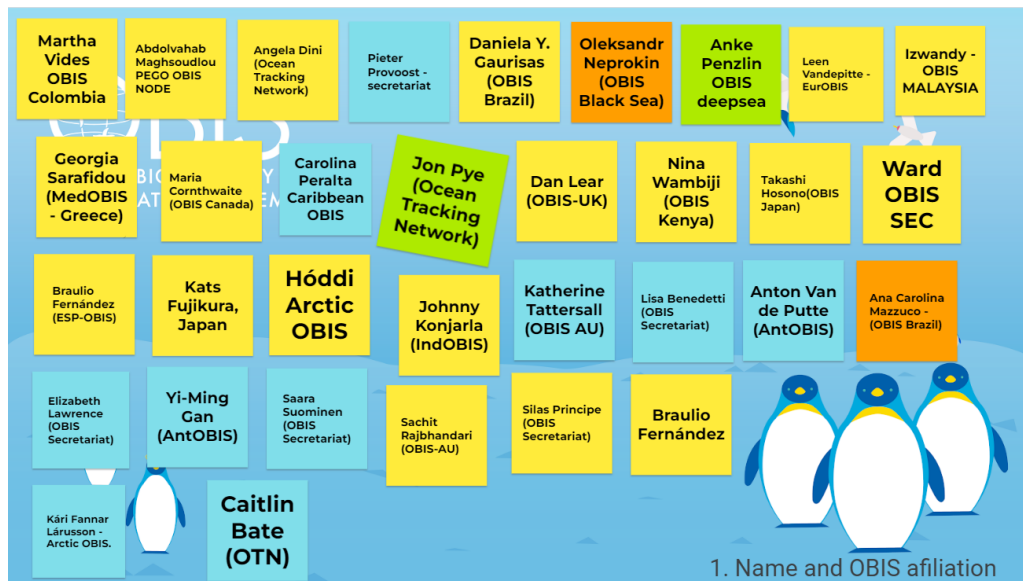 Martha
Vides
OBIS
Colombia
Abdolvahab
Maghsoudlou
PEGO OBIS
NODE
Angela Dini
(Ocean
Tracking
Network)
Pieter
Provoost -
secretariat
Daniela Y.
Gaurisas
(OBIS
Brazil)
Oleksandr
Neprokin
(OBIS
Black Sea)
Anke
Penzlin
OBIS
deepsea
Leen
Vandepitte -
EurOBIS
Izwandy -
OBIS
MALAYSIA
Georgia
Sarafidou
(MedOBIS
- Greece)
Maria
Cornthwaite
(OBIS Canada)
Carolina
Peralta
Caribbean
OBIS
Jon Pye
(Ocean
Tracking
Network)
Dan Lear
(OBIS-UK)
Nina
Wambiji
(OBIS
Kenya)
Takashi
Hosono(OBIS
Japan)
Ward
OBIS
SEC
Braulio
Fernández
(ESP-OBIS)
Kats
Fujikura,
Japan
Hóddi
Arctic
OBIS
Johnny
Konjarla
(IndOBIS)
Katherine
Tattersall
(OBIS AU)
Lisa Benedetti
(OBIS
Secretariat)
Anton Van
de Putte
(AntOBIS)
Ana Carolina
Mazzuco -
(OBIS Brazil)
Elizabeth
Lawrence
(OBIS
Secretariat)
Yi-Ming
Gan
(AntOBIS)
Saara
Suominen
(OBIS
Secretariat)
Sachit
Rajbhandari
(OBIS-AU)
Silas Principe
(OBIS
Secretariat)
Braulio
Fernández
Kári Fannar
Lárusson -
Arctic OBIS.
Caitlin
Bate
(OTN)
1. Name and OBIS afiliation